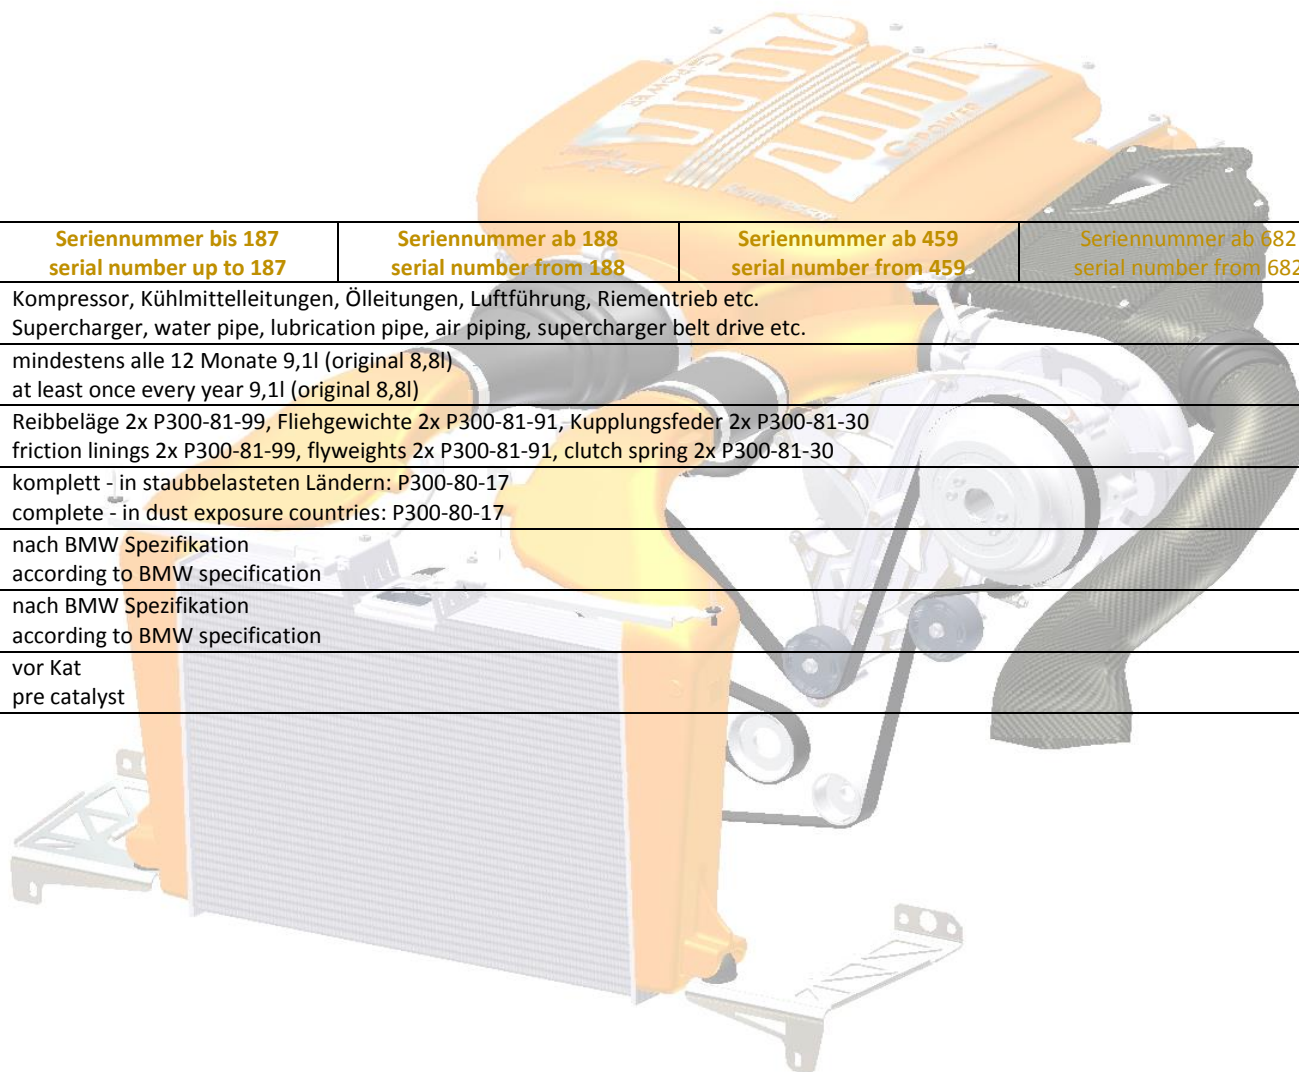 G-POWER
G-POWER
Kompressor
Seriennummer bis 187 Seriennummer ab 188 Seriennummer ab 459 Seriennummer ab 682
serial number up to 187 serial number from 188 serial number from 459 serial number from 682
Kompressor, Kühlmittelleitungen, Ölleitungen, Luftführung, Riementrieb etc.
Supercharger, water pipe, lubrication pipe, air piping, supercharger belt drive etc.
mindestens alle 12 Monate 9,1l (original 8,8l)
at least once every year 9,1l (original 8,8l)
Reibbeläge 2x P300-81-99, Fliehgewichte 2x P300-81-91, Kupplungsfeder 2x P300-81-30
friction linings 2x P300-81-99, flyweights 2x P300-81-91, clutch spring 2x P300-81-30
komplett - in staubbelasteten Ländern: P300-80-17
complete - in dust exposure countries: P300-80-17
nach BMW Spezifikation
according to BMW specification
nach BMW Spezifikation
according to BMW specification
vor Kat
pre catalyst